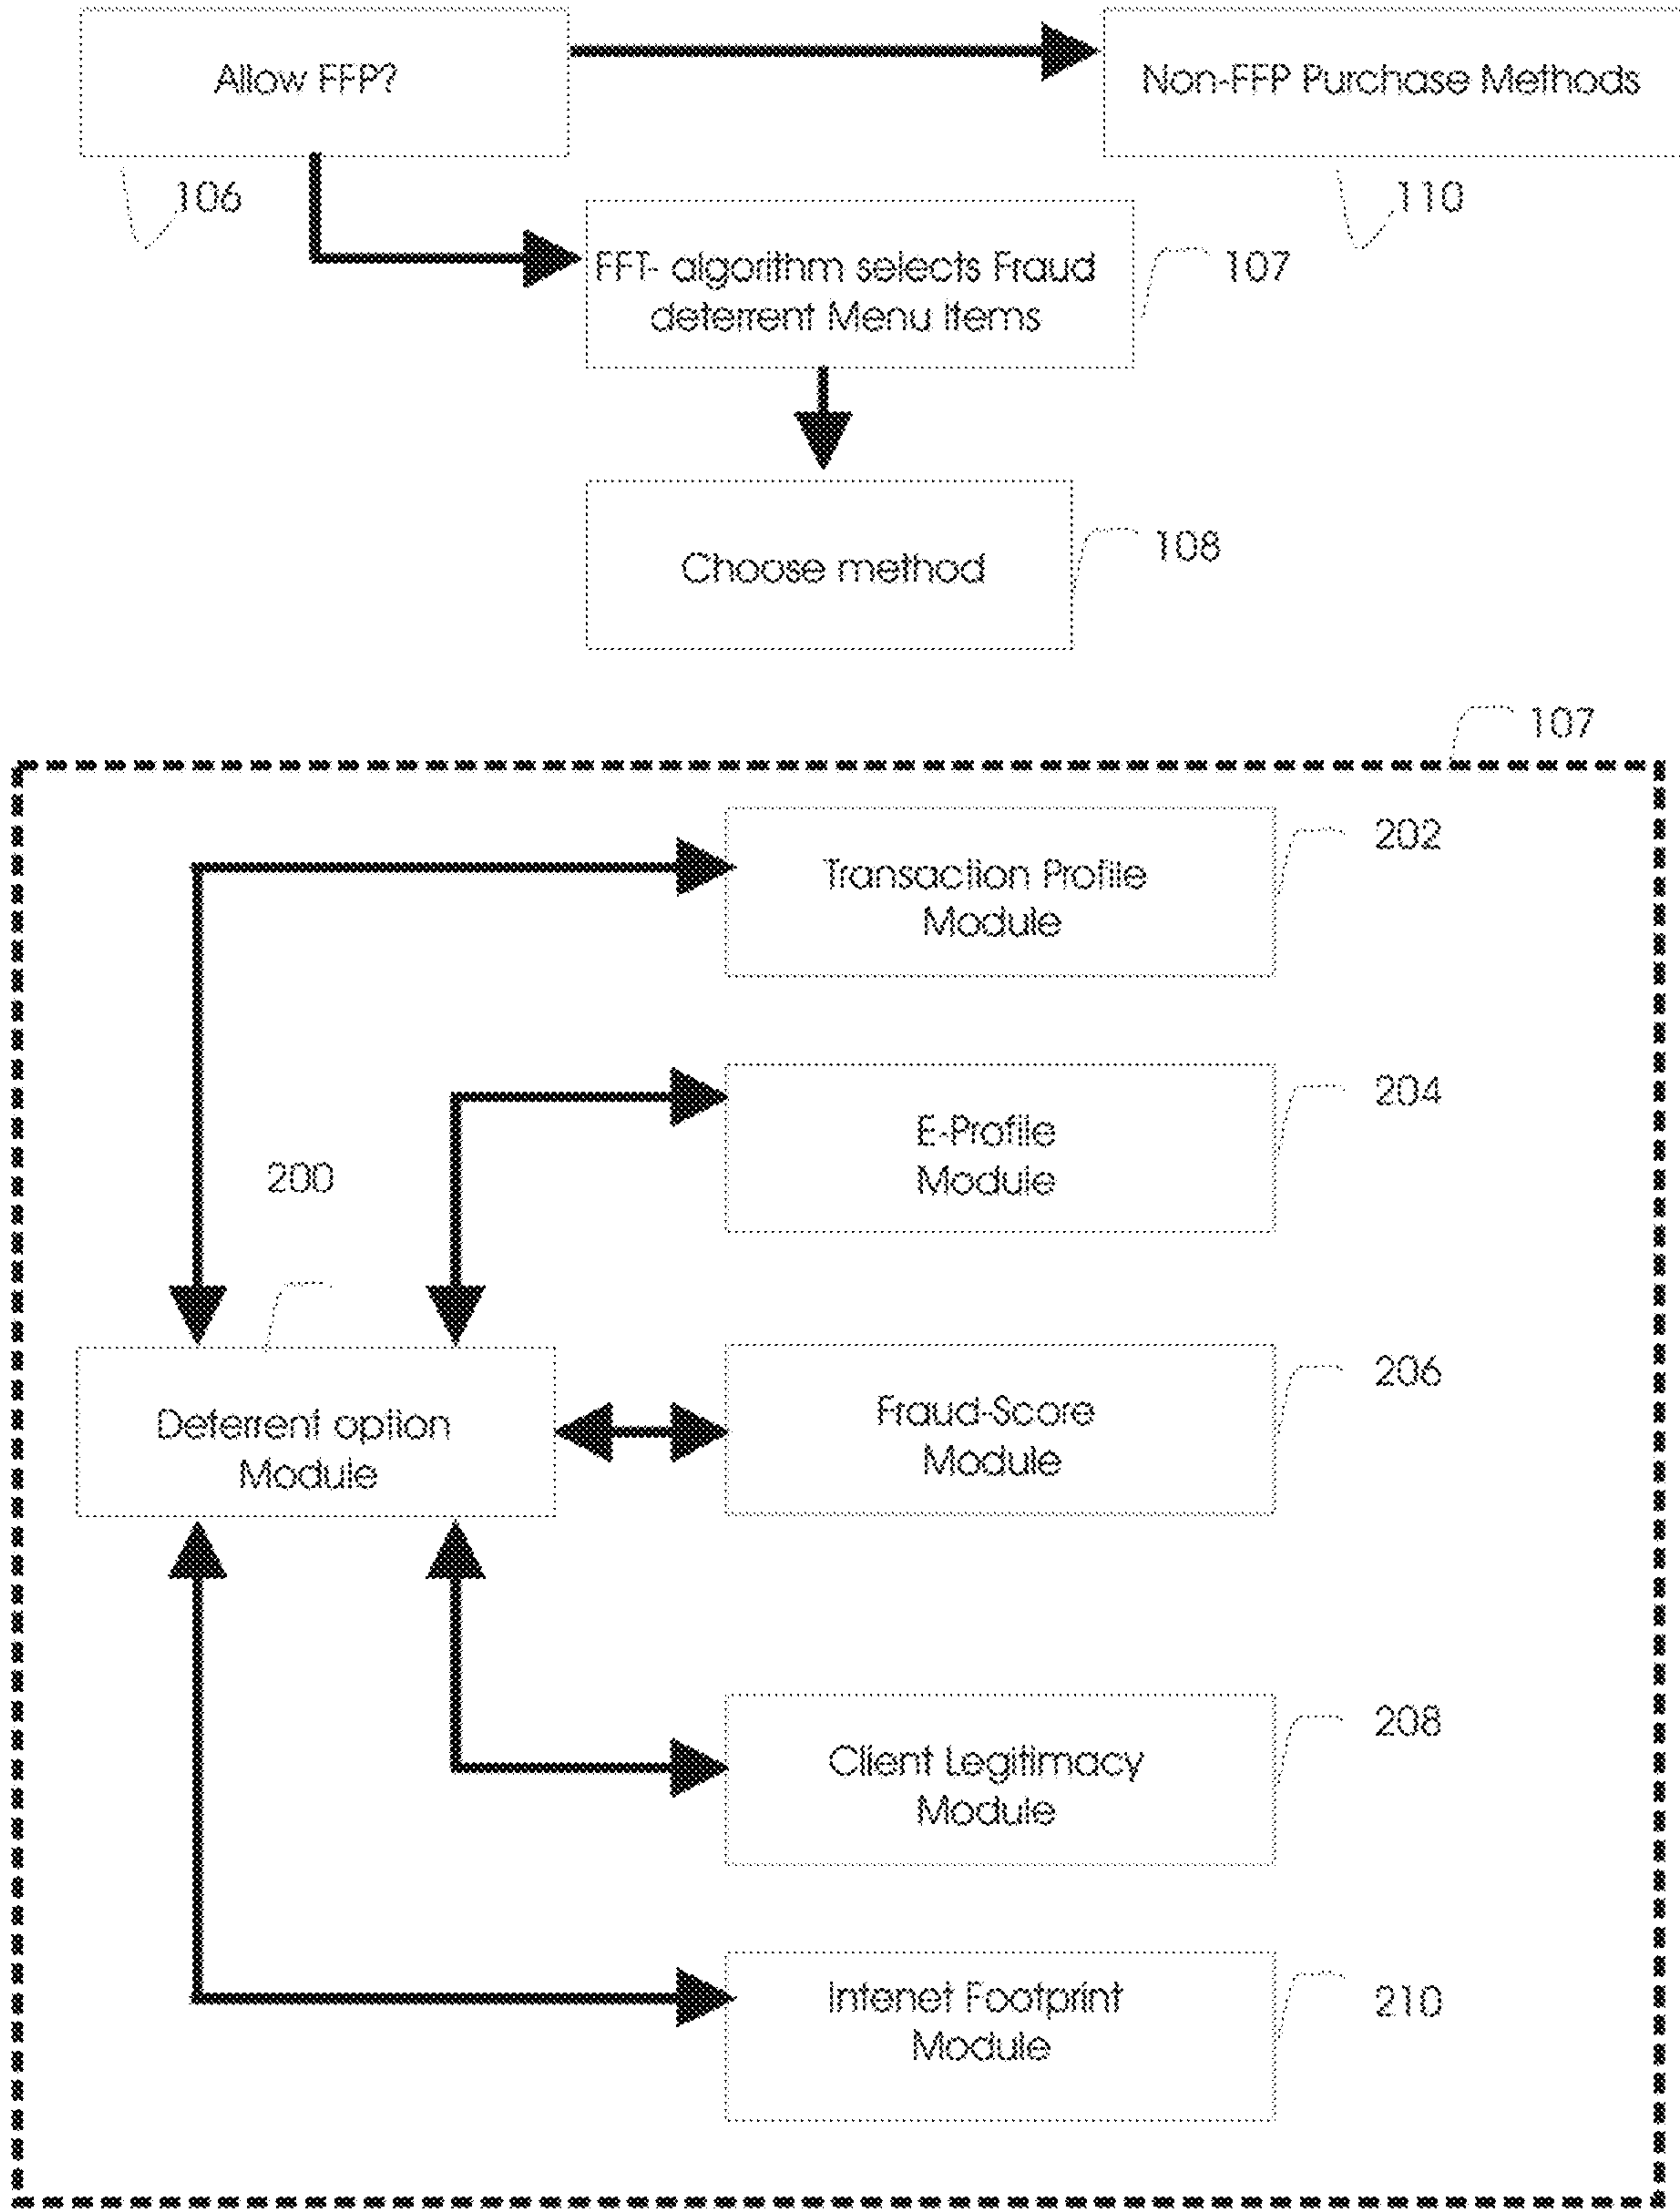 Allow FFP?
Non-FFP Purchase Methods
106
110
FFT- algorithm selects Fraud
deterrent Menu items
107
Choose method
108
107
Transaction Profile
Module
202
E-Profile
Module
204
200
Deterrent option
Module
Fraud-Score
Module
206
Client Legitimacy
Module
208
Intenet Footprint
Module
210